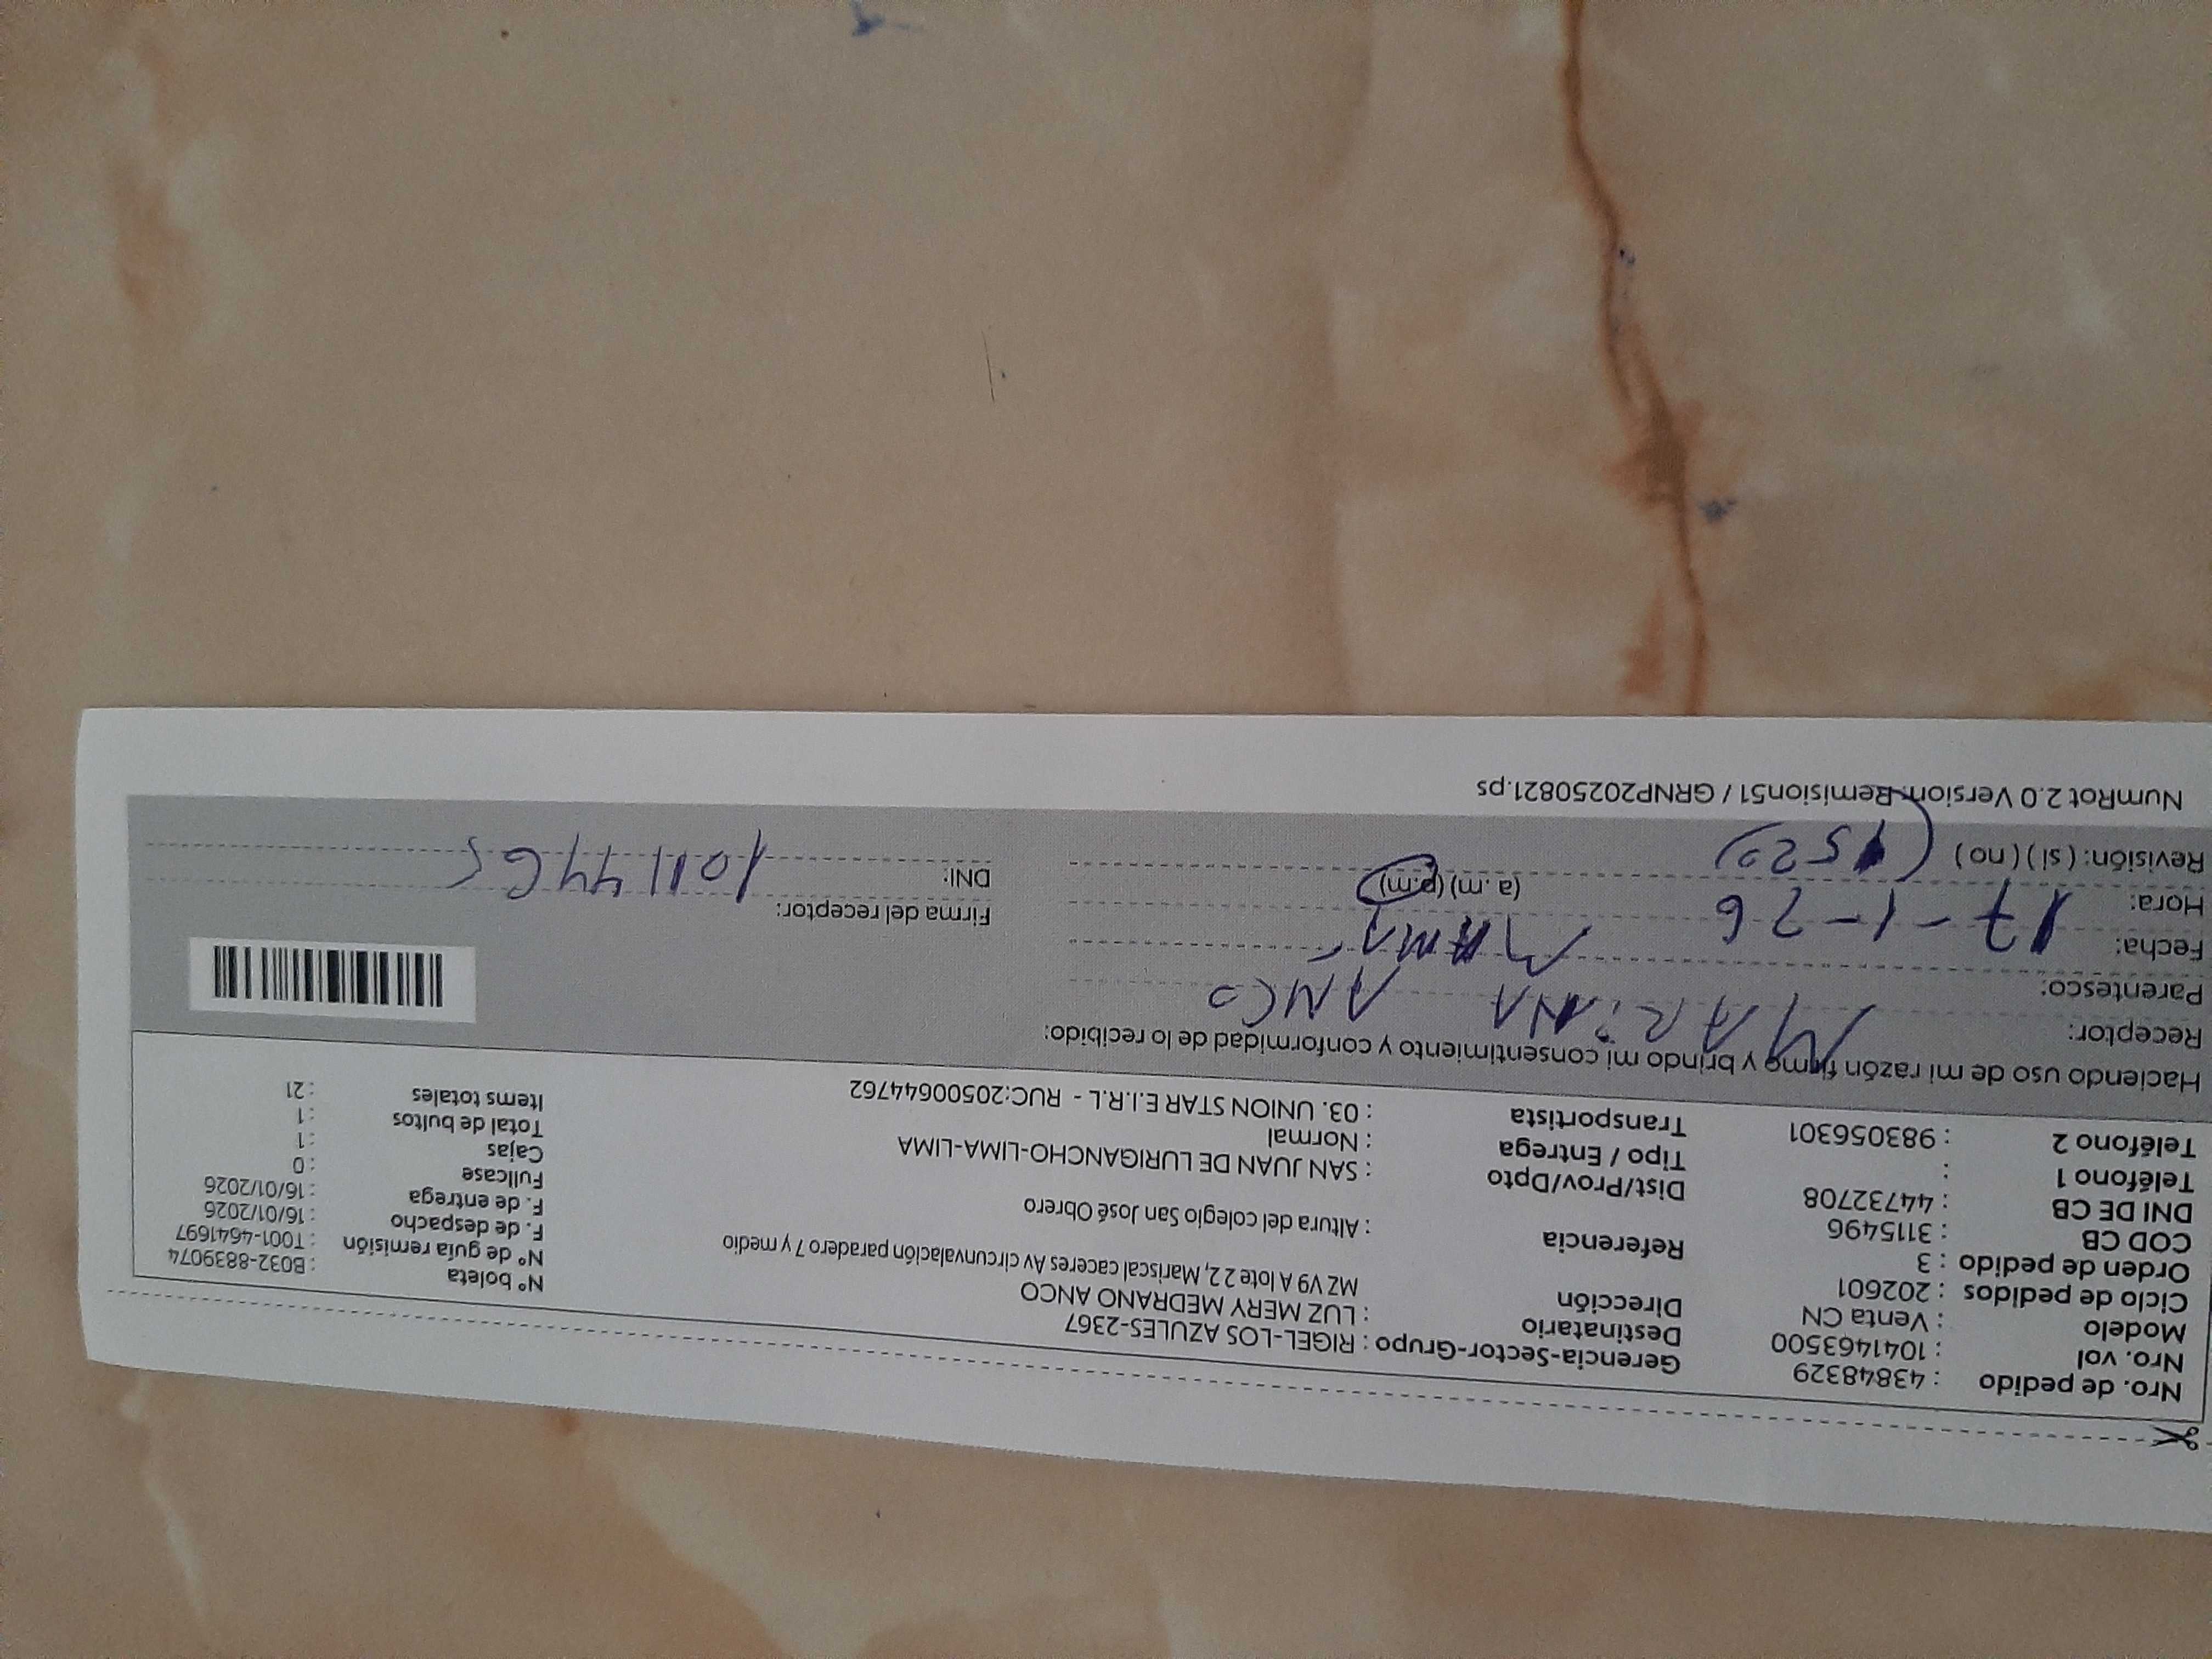 Nro. de pedido : 43848329
Nro. vol : 1041463500
Modelo : Venta CN
Ciclo de pedidos : 202601
Orden de pedido : 3
COD CB : 3115496
DNI DE CB : 44732708
Teléfono 1 :
Teléfono 2 : 983056301
Gerencia-Sector-Grupo : RIGEL-LOS AZULES-2367
Destinatario : LUZ MERY MEDRANO ANCO
Dirección MZ V9 A lote 2 2, Mariscal caceres Av circunvalación paradero 7 y medio
Referencia : Altura del colegio San José Obrero
Dist/Prov/Dpto : SAN JUAN DE LURIGANCHO-LIMA-LIMA
Tipo / Entrega : Normal
Transportista : 03. UNION STAR E.I.R.L - RUC:20500644762
N° boleta : B032-8839074
N° de guía remisión : T001-4641697
F. de despacho : 16/01/2026
F. de entrega : 16/01/2026
Fullcase : 0
Cajas : 1
Total de bultos : 1
Items totales : 21
Haciendo uso de mi razón firmo y brindo mi consentimiento y conformidad de lo recibido:
Receptor: MARiNA ANCO
Parentesco: MAMÁ
Fecha: 17-1-26
Hora: (a. m) (p.m)
Revisión: (sí) (no)
Firma del receptor:
DNI: 10114465
NumRot 2.0 Version: Remision51 / GRNP20250821.ps